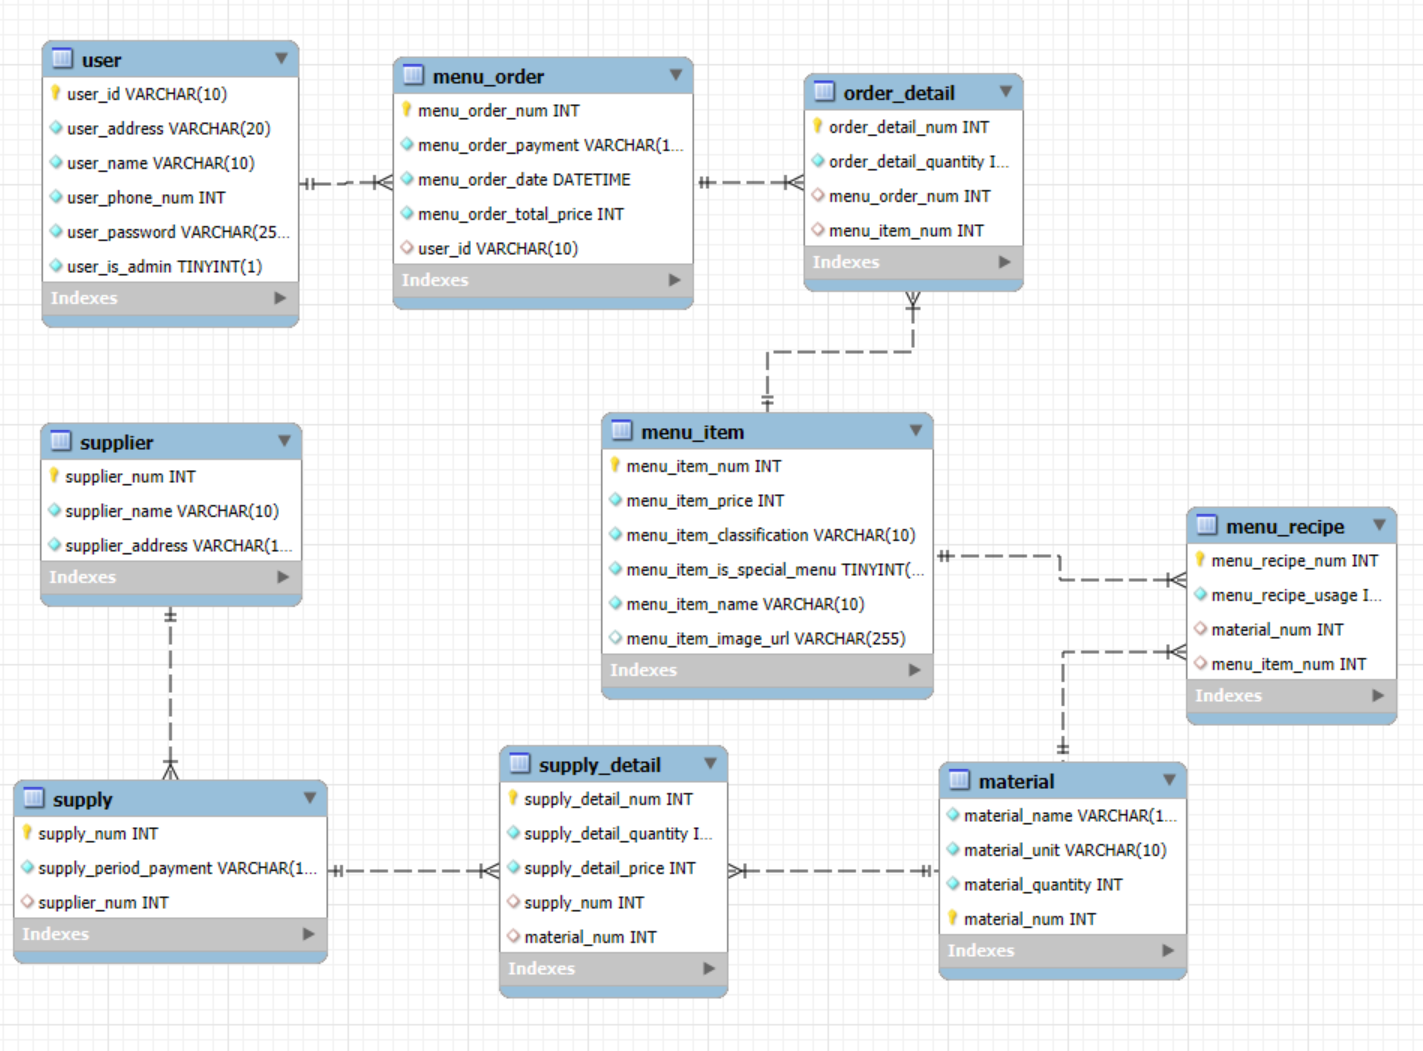 user
user_id VARCHAR(10)
user_address VARCHAR(20)
user_name VARCHAR(10)
user_phone_num INT
user_password VARCHAR(25...
user_is_admin TINYINT(1)
Indexes
menu_order
menu_order_num INT
menu_order_payment VARCHAR(1...
menu_order_date DATETIME
menu_order_total_price INT
user_id VARCHAR(10)
Indexes
order_detail
order_detail_num INT
order_detail_quantity I...
menu_order_num INT
menu_item_num INT
Indexes
supplier
supplier_num INT
supplier_name VARCHAR(10)
supplier_address VARCHAR(1...
Indexes
menu_item
menu_item_num INT
menu_item_price INT
menu_item_classification VARCHAR(10)
menu_item_is_special_menu TINYINT(...
menu_item_name VARCHAR(10)
menu_item_image_url VARCHAR(255)
Indexes
menu_recipe
menu_recipe_num INT
menu_recipe_usage I...
material_num INT
menu_item_num INT
Indexes
supply
supply_num INT
supply_period_payment VARCHAR(1...
supplier_num INT
Indexes
supply_detail
supply_detail_num INT
supply_detail_quantity I...
supply_detail_price INT
supply_num INT
material_num INT
Indexes
material
material_name VARCHAR(1...
material_unit VARCHAR(10)
material_quantity INT
material_num INT
Indexes